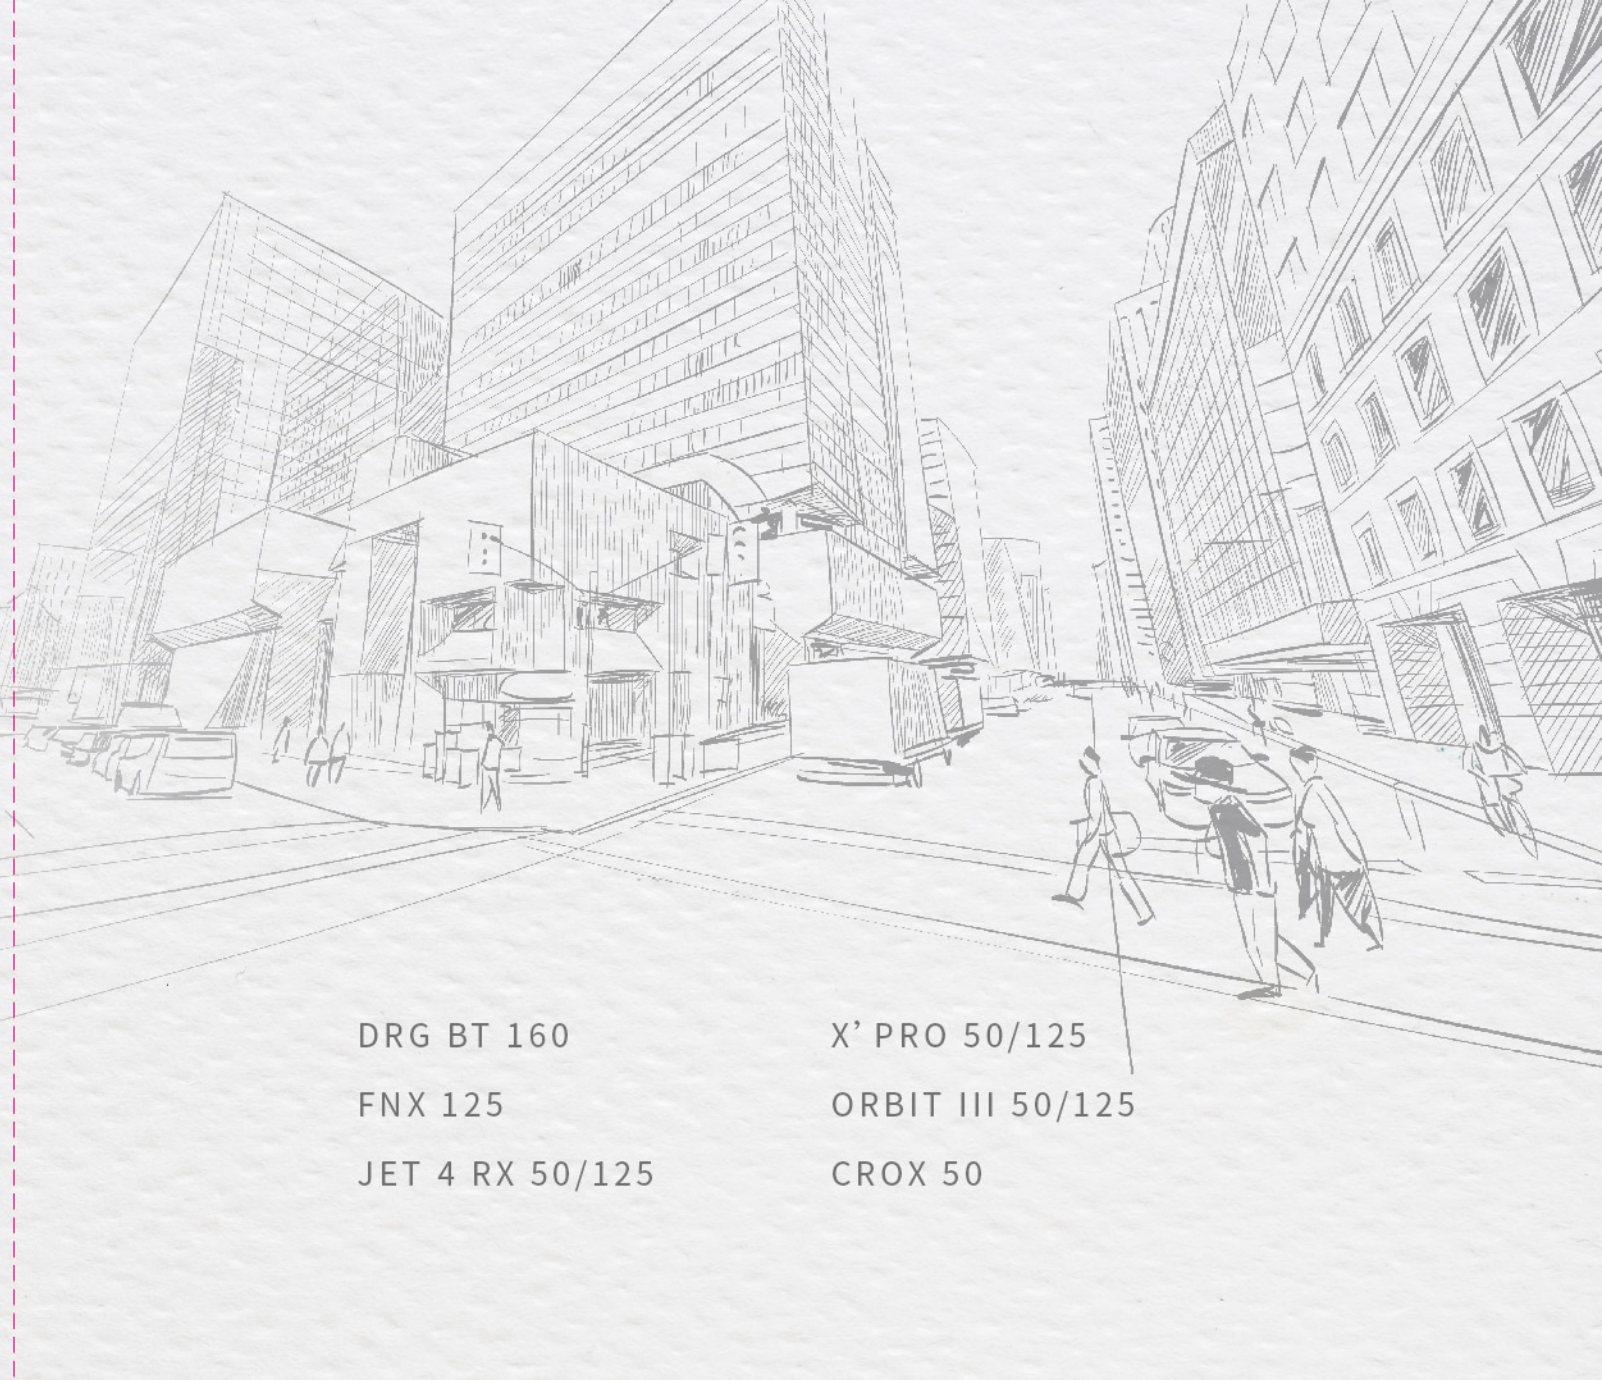 DRG BT 160
FNX 125
JET 4 RX 50/125
X’ PRO 50/125
ORBIT III 50/125
CROX 50